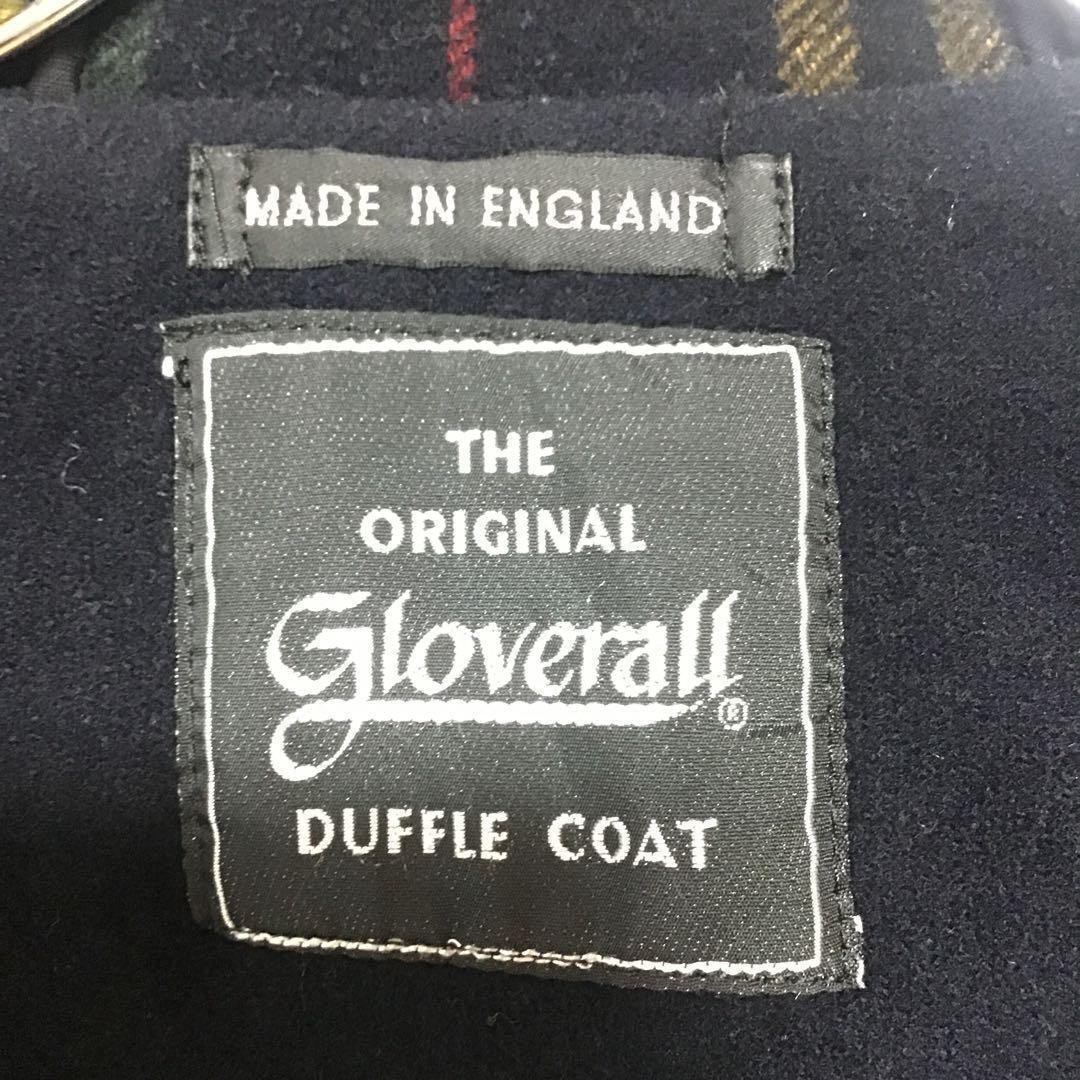 MADE IN ENGLAND
THE
ORIGINAL
Gloverall®
DUFFLE COAT